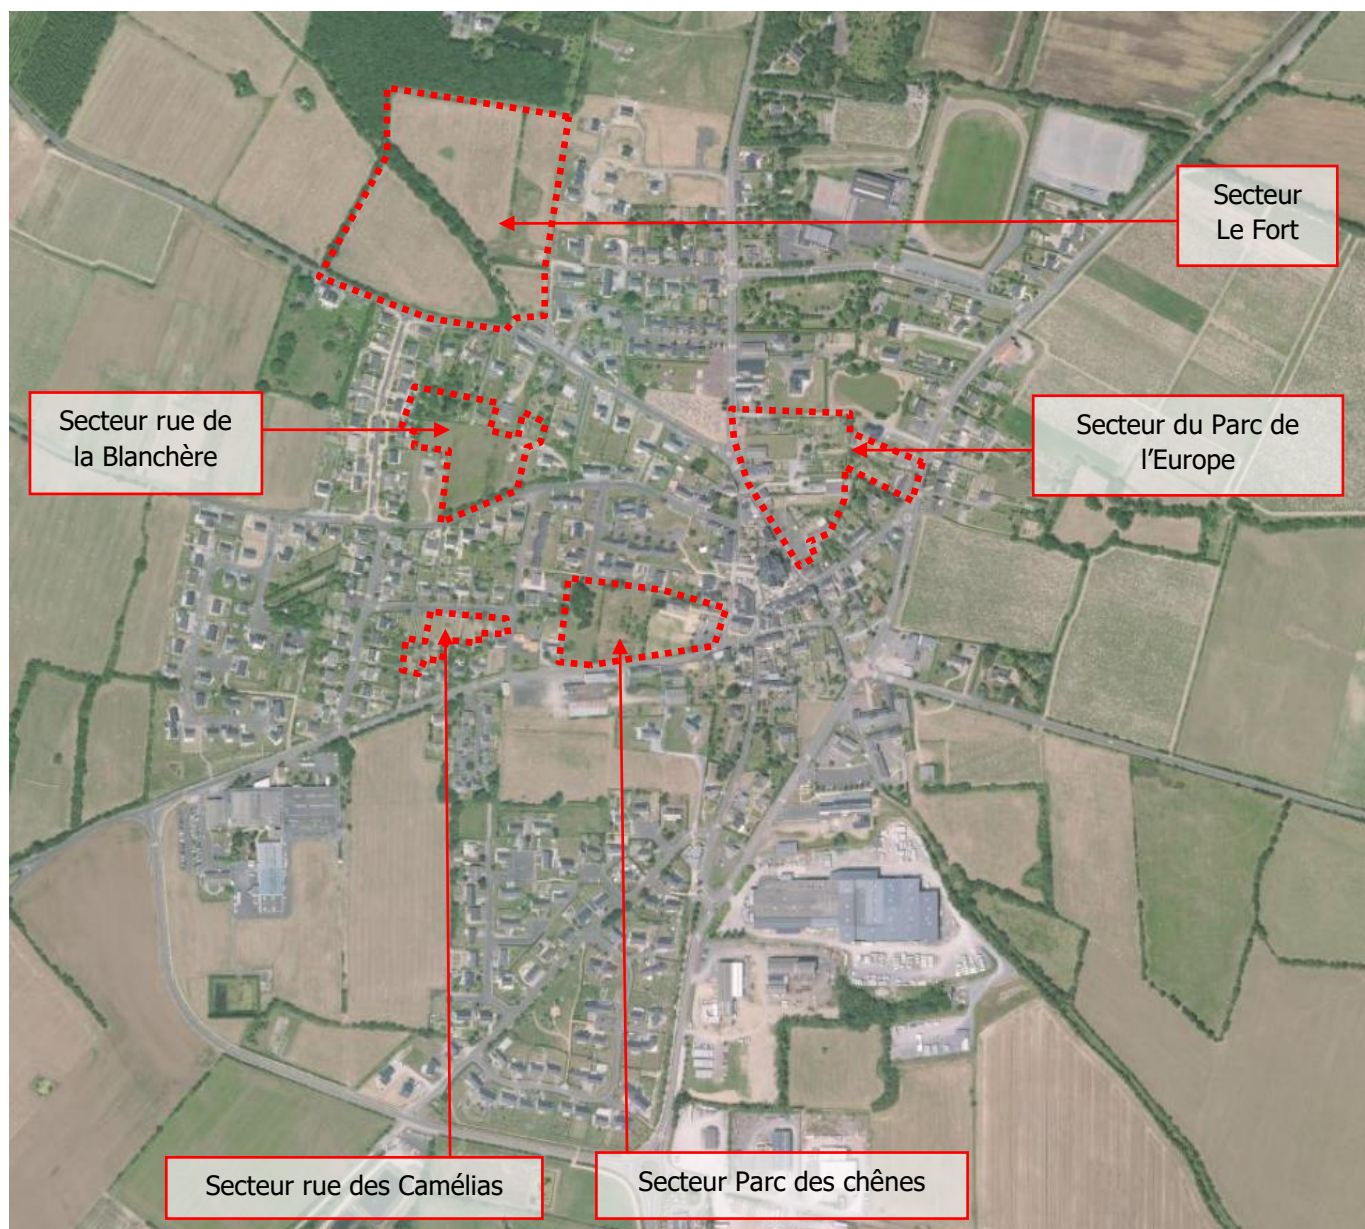 Secteur
Le Fort
Secteur rue de
la Blanchère
Secteur du Parc de
l’Europe
Secteur rue des Camélias
Secteur Parc des chênes